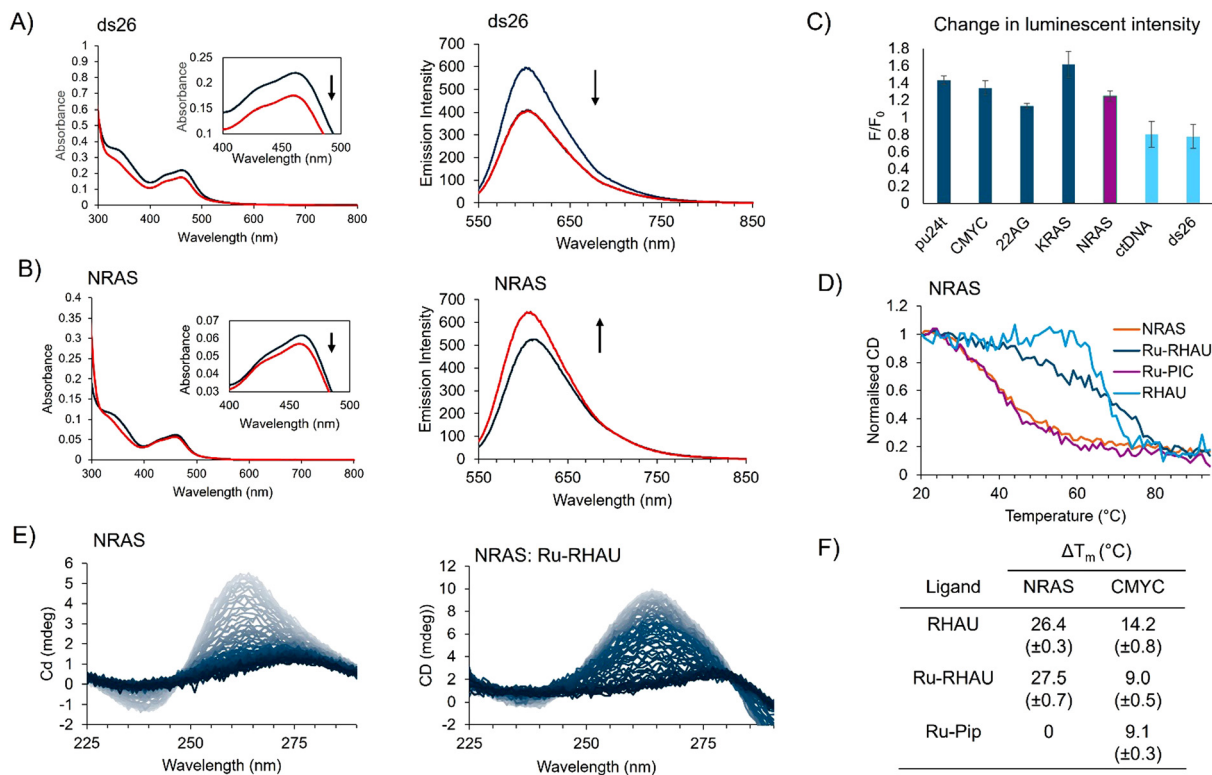 A)
ds26
1
0.9
0.8
0.7
0.6
0.5
0.4
0.3
0.2
0.1
0
Absorbance
300 400 500 600 700 800
Wavelength (nm)
0.25
0.2
0.15
0.1
Absorbance
400 450 500
Wavelength (nm)
ds26
700
600
500
400
300
200
100
0
Emission Intensity
550 650 750 850
Wavelength (nm)
B)
NRAS
0.4
0.35
0.3
0.25
0.2
0.15
0.1
0.05
0
Absorbance
300 400 500 600 700 800
Wavelength (nm)
0.07
0.06
0.05
0.04
0.03
Absorbance
400 450 500
Wavelength (nm)
NRAS
700
600
500
400
300
200
100
0
Emission Intensity
550 650 750 850
Wavelength (nm)
C)
Change in luminescent intensity
1.8
1.6
1.4
1.2
1
0.8
0.6
0.4
0.2
0
F/F0
pu24t CMYC 22AG KRAS NRAS ctDNA ds26
D)
NRAS
1.2
1
0.8
0.6
0.4
0.2
0
Normalised CD
20 40 60 80
Temperature (°C)
NRAS
Ru-RHAU
Ru-PIC
RHAU
E)
NRAS
6
5
4
3
2
1
0
-1
-2
Cd (mdeg)
225 250 275
Wavelength (nm)
NRAS: Ru-RHAU
12
10
8
6
4
2
0
-2
CD (mdeg))
225 250 275
Wavelength (nm)
F)
ΔTm (°C)
Ligand NRAS CMYC
RHAU 26.4 14.2
(±0.3) (±0.8)
Ru-RHAU 27.5 9.0
(±0.7) (±0.5)
Ru-Pip 0 9.1
(±0.3)